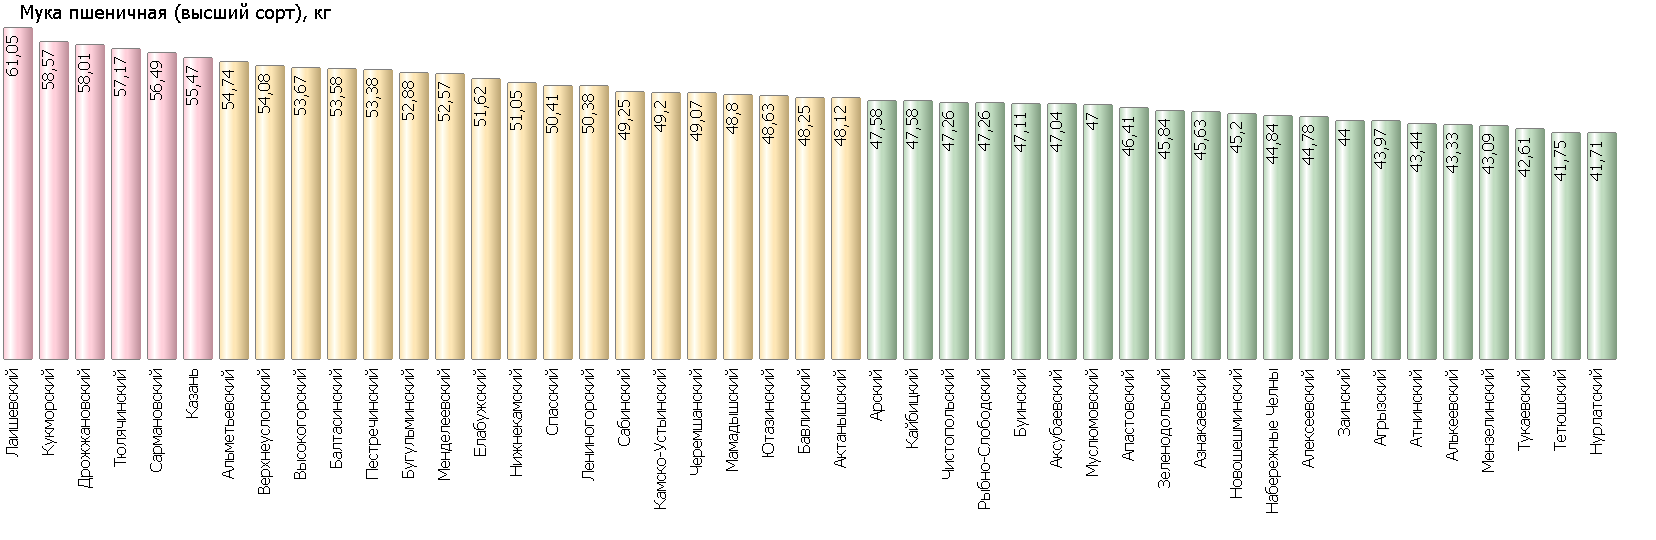 Мука пшеничная (высший сорт), кг
61,05
58,57
58,01
57,17
56,49
55,47
54,74
54,08
53,67
53,58
53,38
52,88
52,57
51,62
51,05
50,41
50,38
49,25
49,2
49,07
48,8
48,63
48,25
48,12
47,58
47,58
47,26
47,26
47,11
47,04
47
46,41
45,84
45,63
45,2
44,84
44,78
44
43,97
43,44
43,33
43,09
42,61
41,75
41,71
Лаишевский
Кукморский
Дрожжановский
Тюлячинский
Сармановский
Казань
Альметьевский
Верхнеуслонский
Высокогорский
Балтасинский
Пестречинский
Бугульминский
Менделеевский
Елабужский
Нижнекамский
Спасский
Лениногорский
Сабинский
Камско-Устьинский
Черемшанский
Мамадышский
Ютазинский
Бавлинский
Актанышский
Арский
Кайбицкий
Чистопольский
Рыбно-Слободский
Буинский
Аксубаевский
Муслюмовский
Апастовский
Зеленодольский
Азнакаевский
Новошешминский
Набережные Челны
Алексеевский
Заинский
Агрызский
Атнинский
Алькеевский
Мензелинский
Тукаевский
Тетюшский
Нурлатский